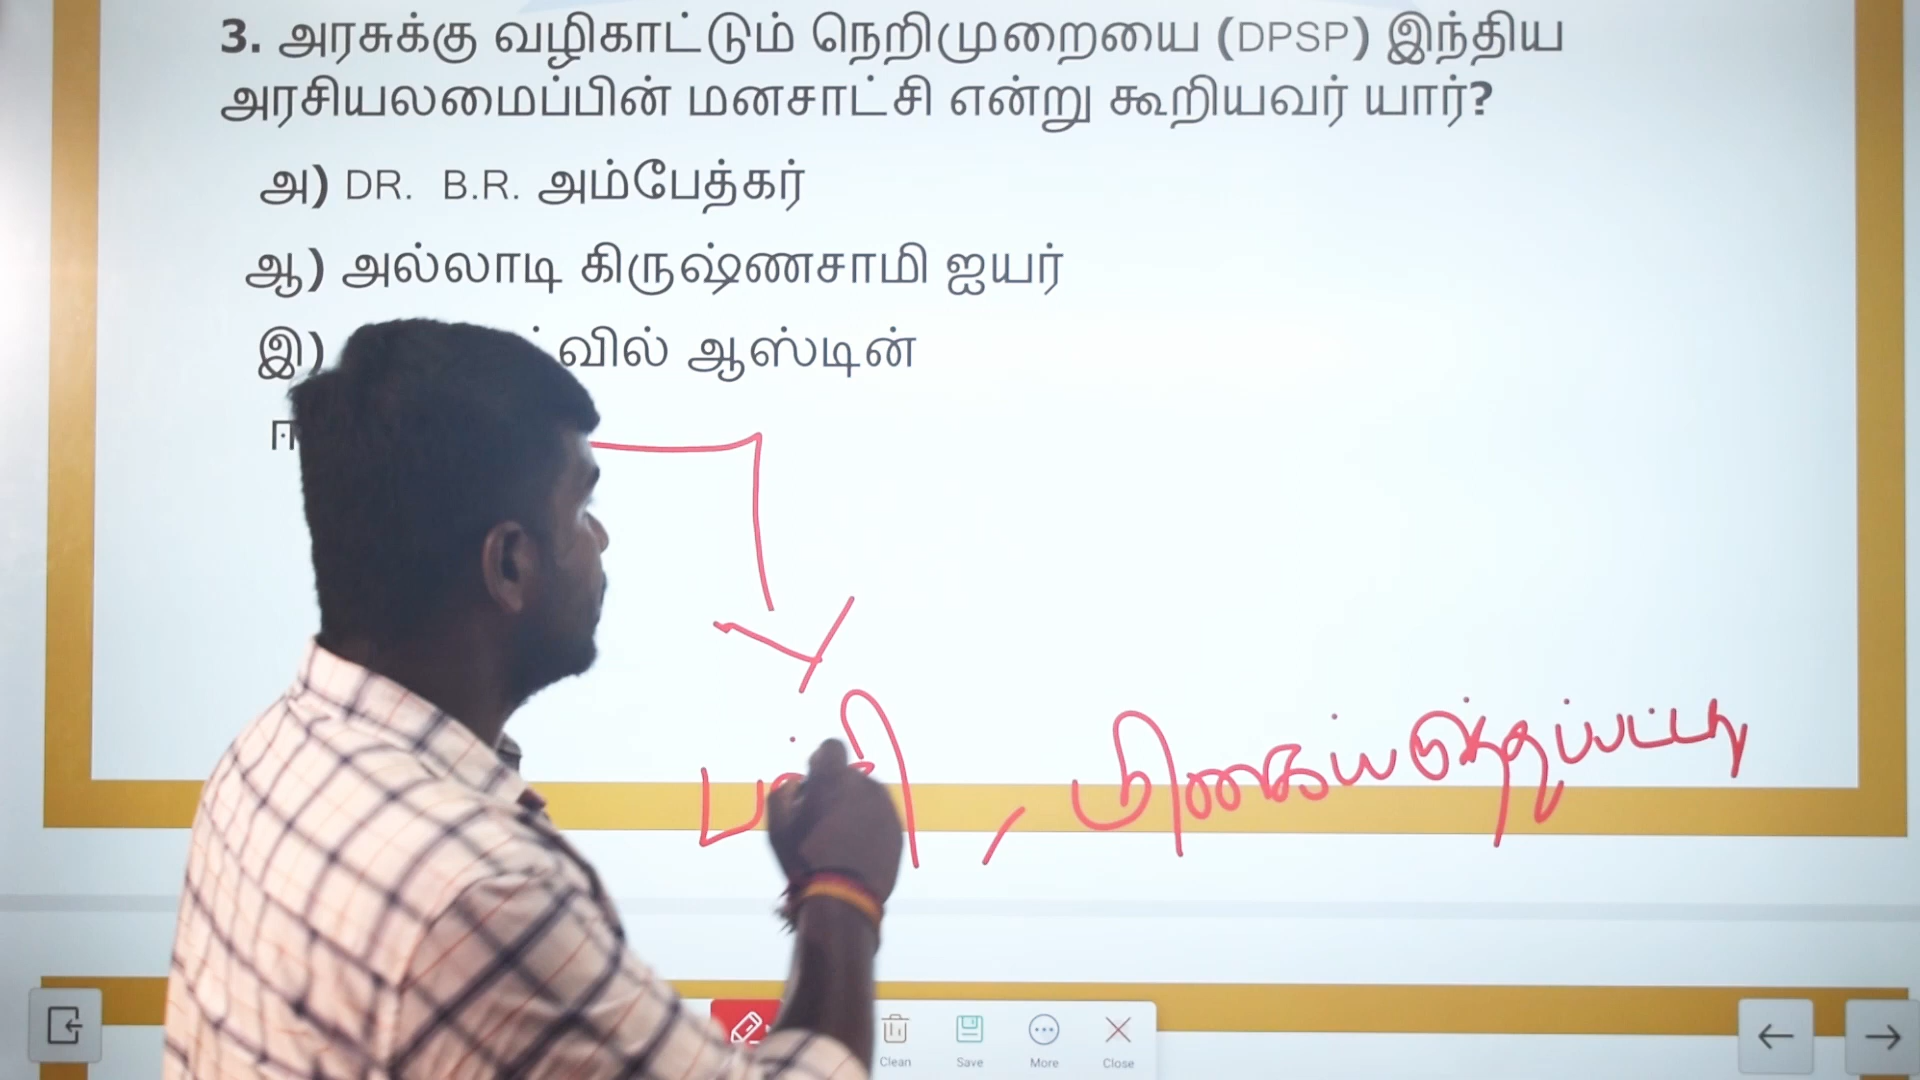 3. அரசுக்கு வழிகாட்டும் நெறிமுறையை (DPSP) இந்திய
அரசியலமைப்பின் மனசாட்சி என்று கூறியவர் யார்?
அ) DR. B.R. அம்பேத்கர்
ஆ) அல்லாடி கிருஷ்ணசாமி ஐயர்
இ) வில் ஆஸ்டின்
ஈ
Clean Save More Close